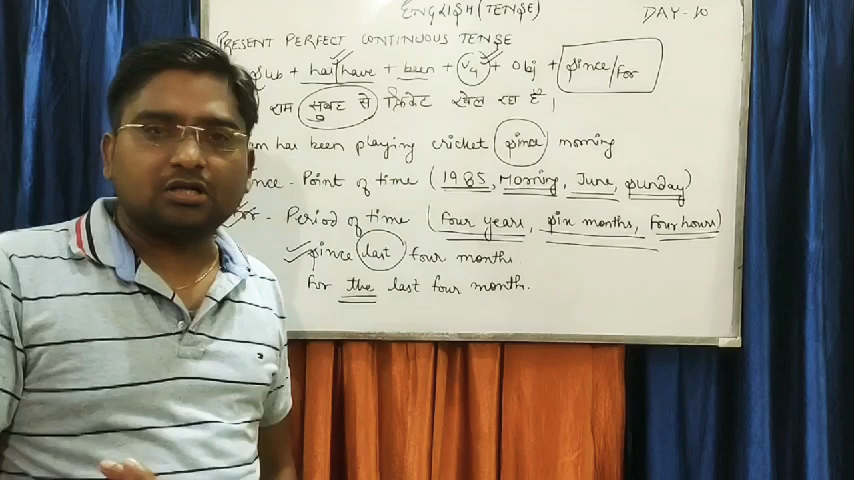 ENGLISH (TENSE)
DAY-10
PRESENT PERFECT CONTINUOUS TENSE
Sub + has/have + been + V4 + Obj + since/for
राम सुबह से क्रिकेट खेल रहा है।
has been playing cricket since morning
- Point of time (1985, Morning, June, sunday)
For - Period of time (four years, six months, four hours)
since last four months.
For the last four month.